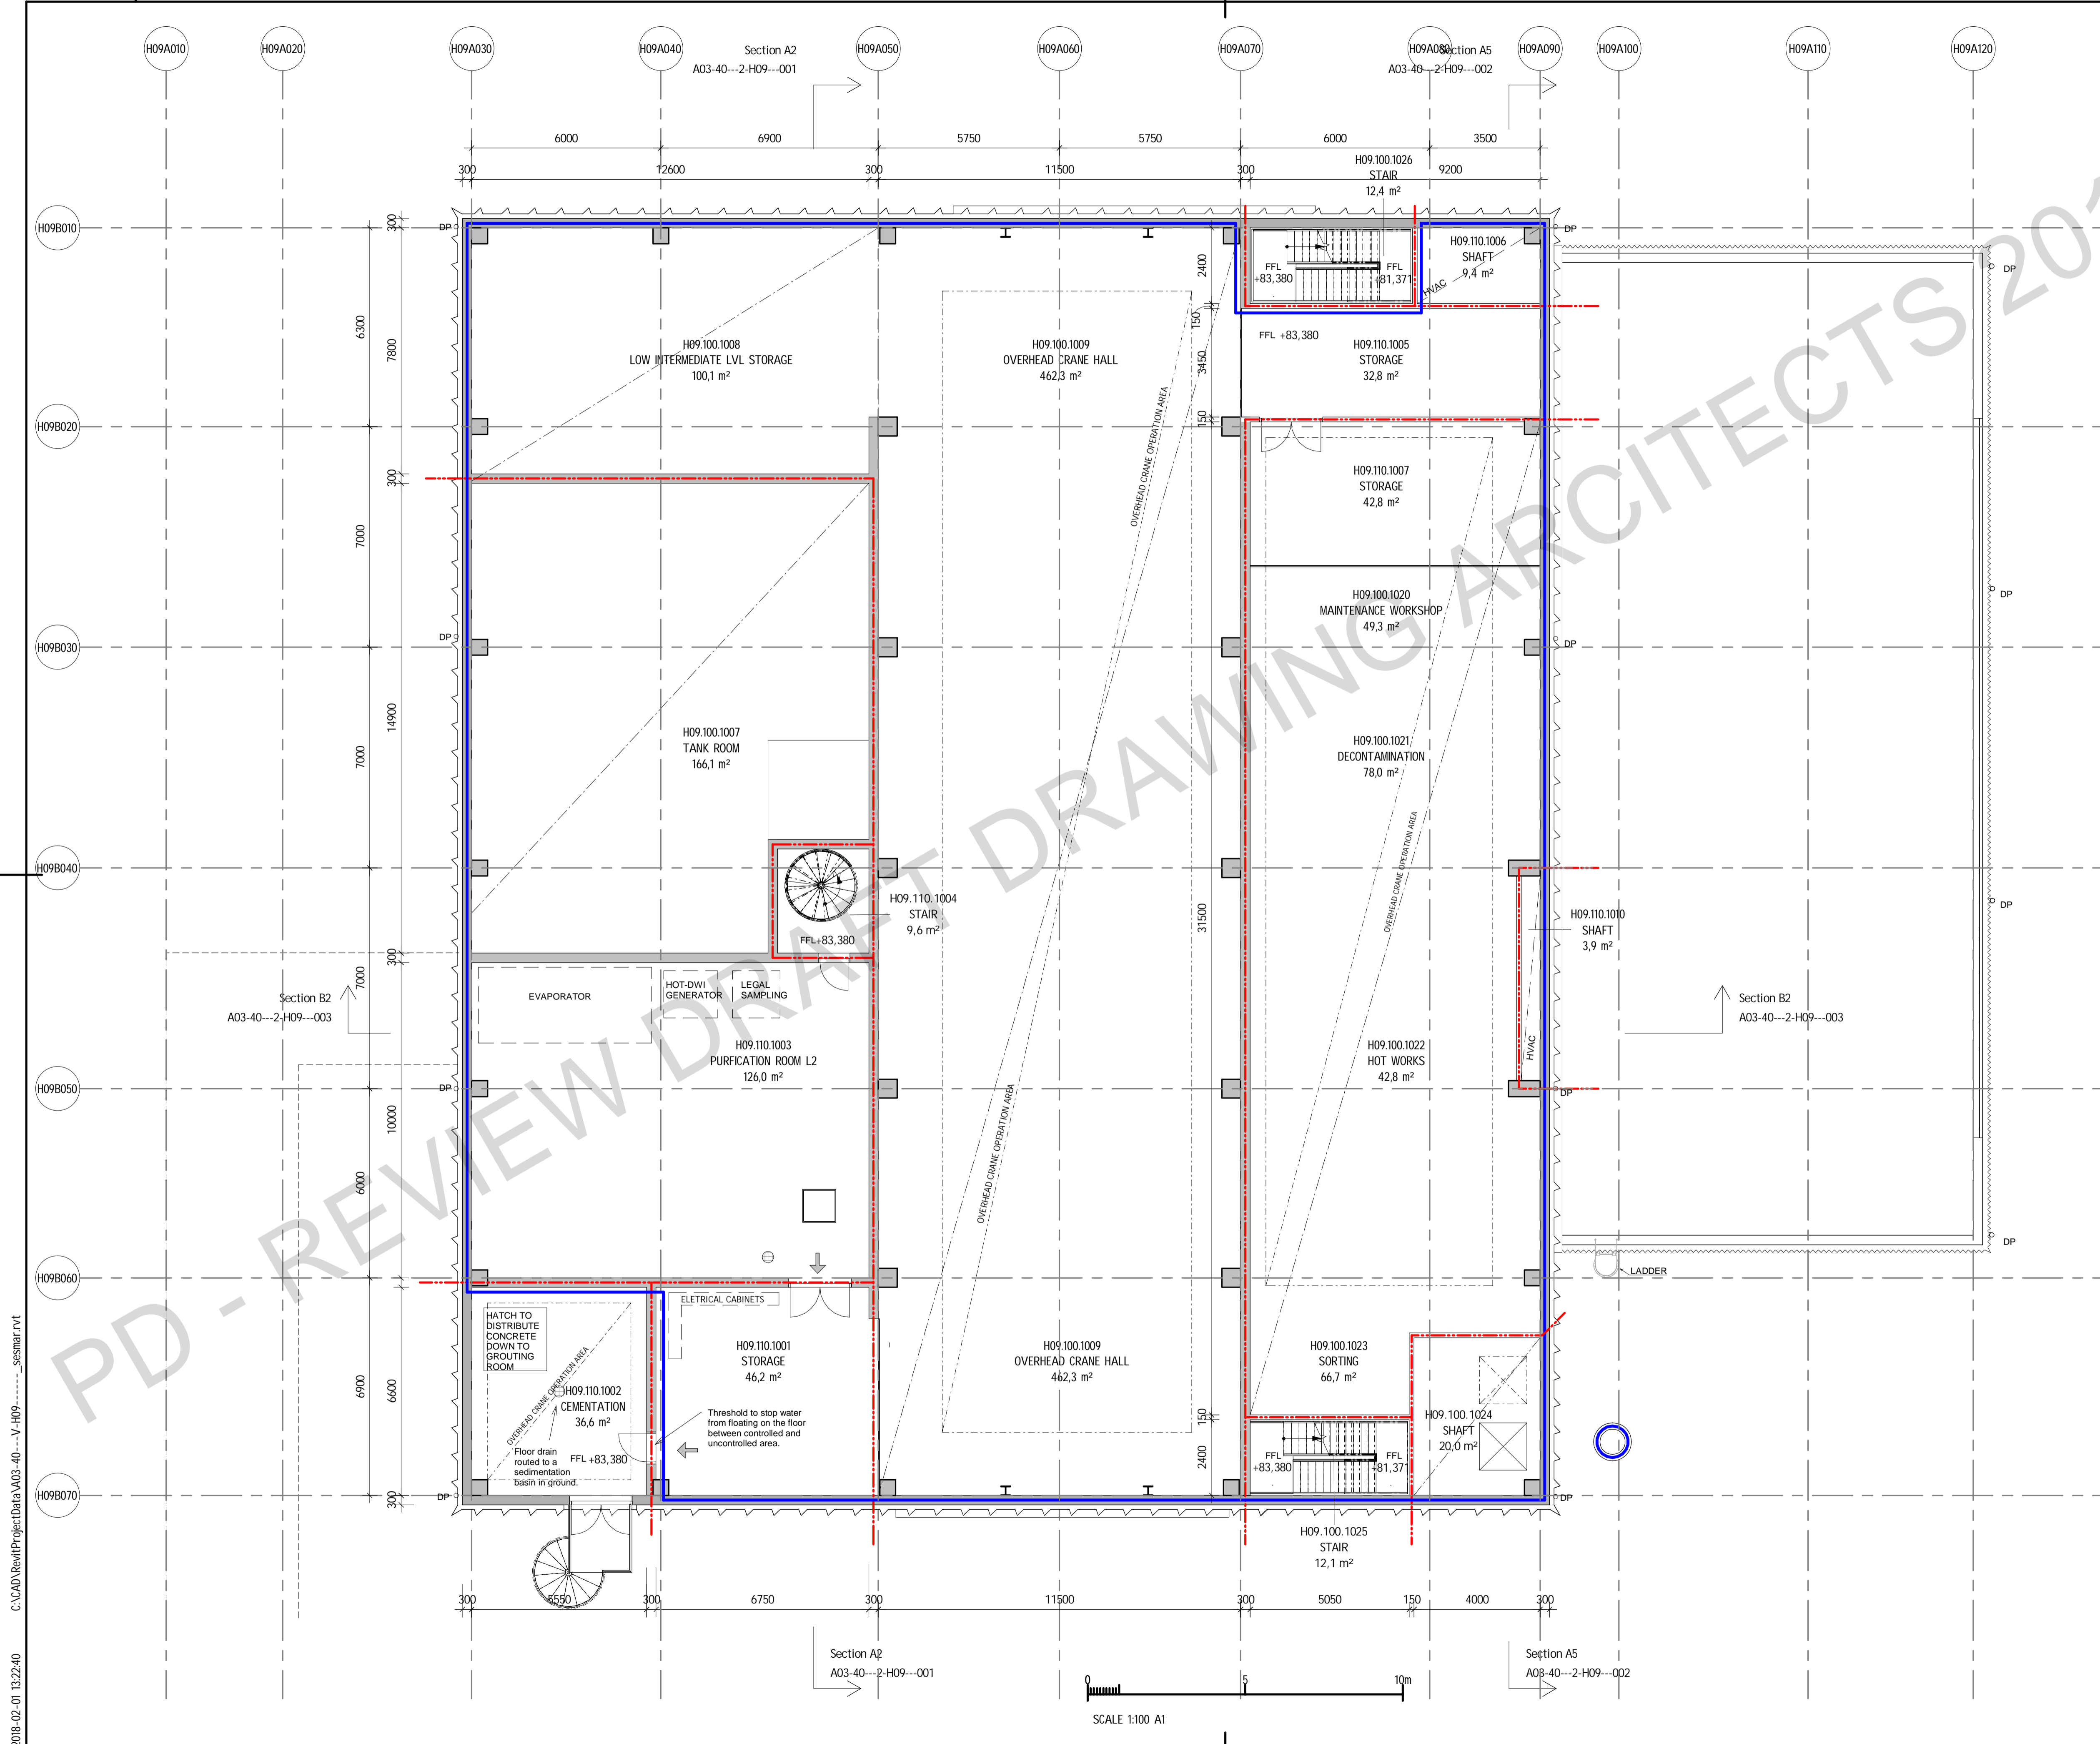 H09A010
H09A020
H09A030
H09A040
Section A2
A03-40---2-H09---001
H09A050
H09A060
H09A070
H09A080
Section A5
A03-40---2-H09---002
H09A090
H09A100
H09A110
H09A120
6000
6900
5750
5750
6000
3500
300
12600
300
11500
300
9200
H09.100.1026
STAIR
12,4 m²
H09B010
H09B020
H09B030
H09B040
H09B050
H09B060
H09B070
6300
7000
7000
7000
6000
6900
300
7800
300
114900
300
10000
6600
300
DP
DP
DP
DP
DP
DP
DP
DP
DP
DP
DP
DP
2400
150
3450
150
31500
150
2400
FFL
+83,380
FFL
+81,371
H09.110.1006
SHAFT
9,4 m²
HVAC
FFL +83,380
H09.110.1005
STORAGE
32,8 m²
H09.100.1008
LOW INTERMEDIATE LVL STORAGE
100,1 m²
H09.100.1009
OVERHEAD CRANE HALL
462,3 m²
OVERHEAD CRANE OPERATION AREA
H09.110.1007
STORAGE
42,8 m²
H09.100.1020
MAINTENANCE WORKSHOP
49,3 m²
H09.100.1007
TANK ROOM
166,1 m²
H09.100.1021
DECONTAMINATION
78,0 m²
OVERHEAD CRANE OPERATION AREA
H09.110.1004
STAIR
9,6 m²
FFL+83,380
H09.110.1010
SHAFT
3,9 m²
HVAC
Section B2
A03-40---2-H09---003
Section B2
A03-40---2-H09---003
EVAPORATOR
HOT-DWI
GENERATOR
LEGAL
SAMPLING
H09.110.1003
PURFICATION ROOM L2
126,0 m²
H09.100.1022
HOT WORKS
42,8 m²
OVERHEAD CRANE OPERATION AREA
LADDER
ELETRICAL CABINETS
HATCH TO
DISTRIBUTE
CONCRETE
DOWN TO
GROUTING
ROOM
OVERHEAD CRANE OPERATION AREA
H09.110.1002
CEMENTATION
36,6 m²
Floor drain
routed to a
sedimentation
basin in ground.
FFL +83,380
H09.110.1001
STORAGE
46,2 m²
Threshold to stop water
from floating on the floor
between controlled and
uncontrolled area.
H09.100.1009
OVERHEAD CRANE HALL
462,3 m²
H09.100.1023
SORTING
66,7 m²
H09.100.1024
SHAFT
20,0 m²
FFL
+83,380
FFL
+81,371
H09.100.1025
STAIR
12,1 m²
300
5550
300
6750
300
11500
300
5050
150
4000
300
Section A2
A03-40---2-H09---001
Section A5
A03-40---2-H09---002
0
5
10m
SCALE 1:100 A1
PD - REVIEW DRAFT DRAWING ARCITECTS 201
2018-02-01 13:22:40
C:\CAD\RevitProjectData\A03-40---V-H09------_sesmar.rvt